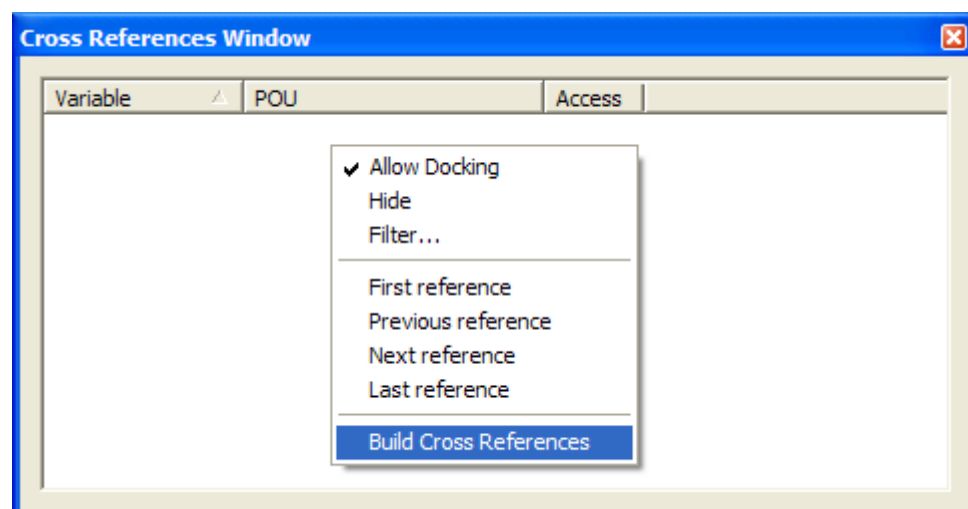 Cross References Window
Variable POU Access
Allow Docking
Hide
Filter...
First reference
Previous reference
Next reference
Last reference
Build Cross References